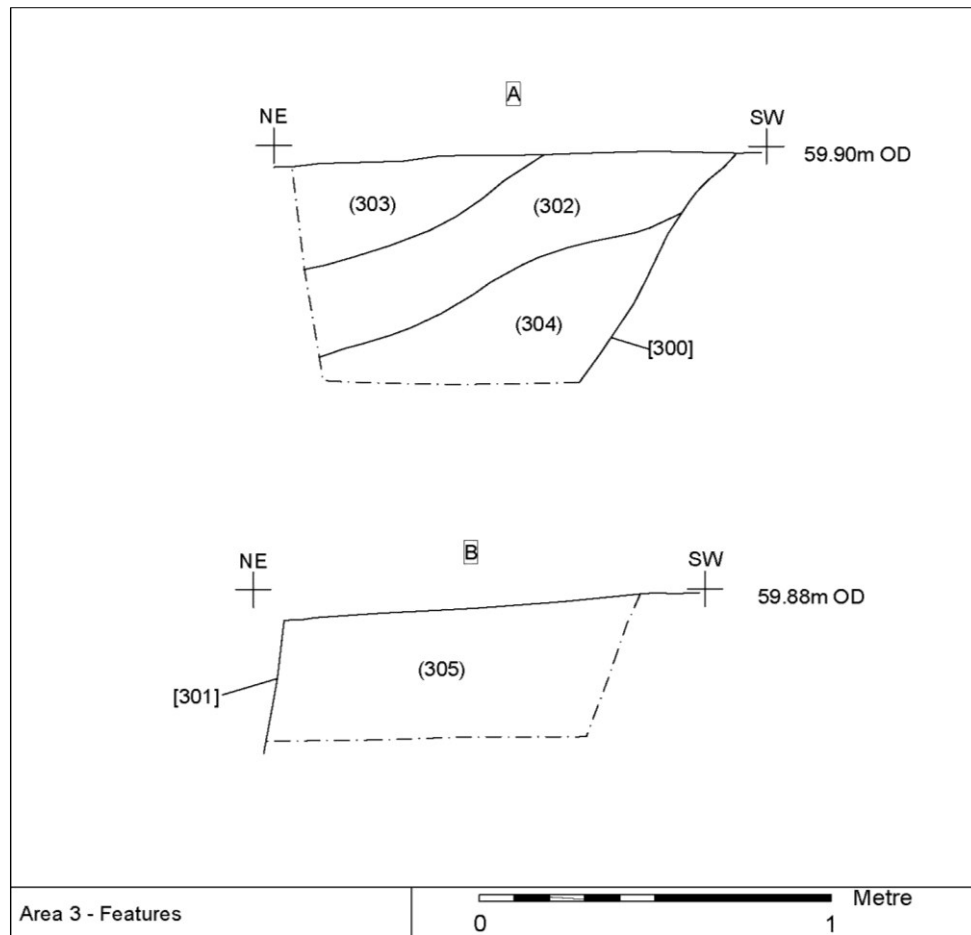 A
NE
SW
59.90m OD
(303)
(302)
(304)
[300]
B
NE
SW
59.88m OD
(305)
[301]
Area 3 - Features
Metre
0
1